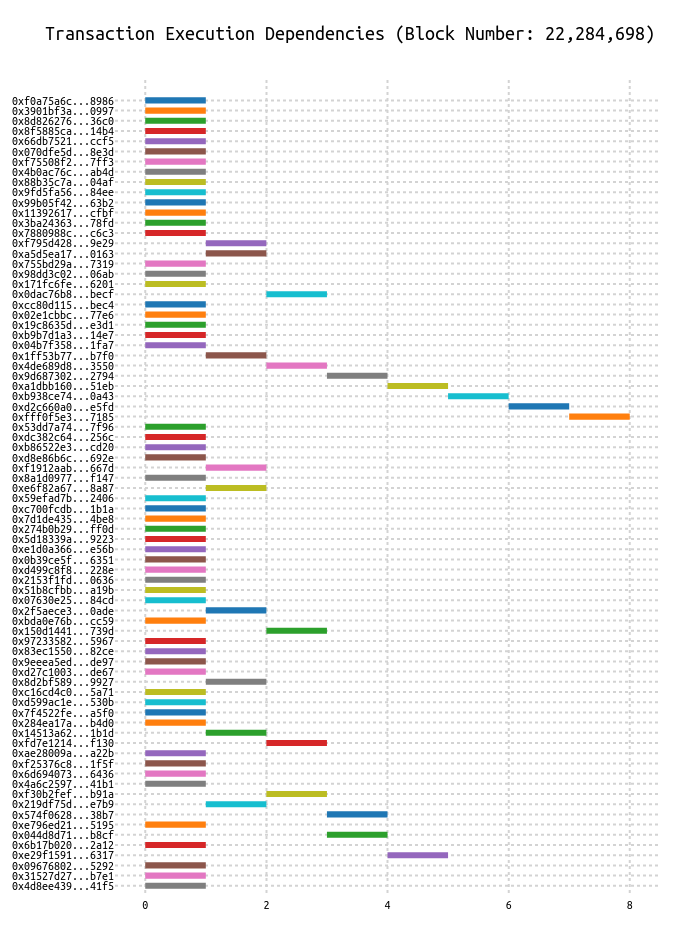 Transaction Execution Dependencies (Block Number: 22,284,698)
0xf0a75a6c...8986
0x3901bf3a...0997
0x8d826276...36c0
0x8f5885ca...14b4
0x66db7521...ccf5
0x070dfe5d...8e3d
0xf75508f2...7ff3
0x4b0ac76c...ab4d
0x88b35c7a...04af
0x9fd5fa56...84ee
0x99b05f42...63b2
0x11392617...cfbf
0x3ba24363...78fd
0x7880988c...c6c3
0xf795d428...9e29
0xa5d5ea17...0163
0x755bd29a...7319
0x98dd3c02...06ab
0x171fc6fe...6201
0x0dac76b8...becf
0xcc80d115...bec4
0x02e1cbbc...77e6
0x19c8635d...e3d1
0xb9b7d1a3...14e7
0x04b7f358...1fa7
0x1ff53b77...b7f0
0x4de689d8...3550
0x9d687302...2794
0xa1dbb160...51eb
0xb938ce74...0a43
0xd2c660a0...e5fd
0xfff0f5e3...7185
0x53dd7a74...7f96
0xdc382c64...256c
0xb86522e3...cd20
0xd8e86b6c...692e
0xf1912aab...667d
0x8a1d0977...f147
0xe6f82a67...8a87
0x59efad7b...2406
0xc700fcdb...1b1a
0x7d1de435...4be8
0x274b0b29...ff0d
0x5d18339a...9223
0xe1d0a366...e56b
0x0b39ce5f...6351
0xd499c8f8...228e
0x2153f1fd...0636
0x51b8cfbb...a19b
0x07630e25...84cd
0x2f5aece3...0ade
0xbda0e76b...cc59
0x150d1441...739d
0x97233582...5967
0x83ec1550...82ce
0x9eeea5ed...de97
0xd27c1003...de67
0x8d2bf589...9927
0xc16cd4c0...5a71
0xd599ac1e...530b
0x7f4522fe...a5f0
0x284ea17a...b4d0
0x14513a62...1b1d
0xfd7e1214...f130
0xae28009a...a22b
0xf25376c8...1f5f
0x6d694073...6436
0x4a6c2597...41b1
0xf30b2fef...b91a
0x219df75d...e7b9
0x574f0628...38b7
0xe796ed21...5195
0x044d8d71...b8cf
0x6b17b020...2a12
0xe29f1591...6317
0x09676802...5292
0x31527d27...b7e1
0x4d8ee439...41f5
0 2 4 6 8